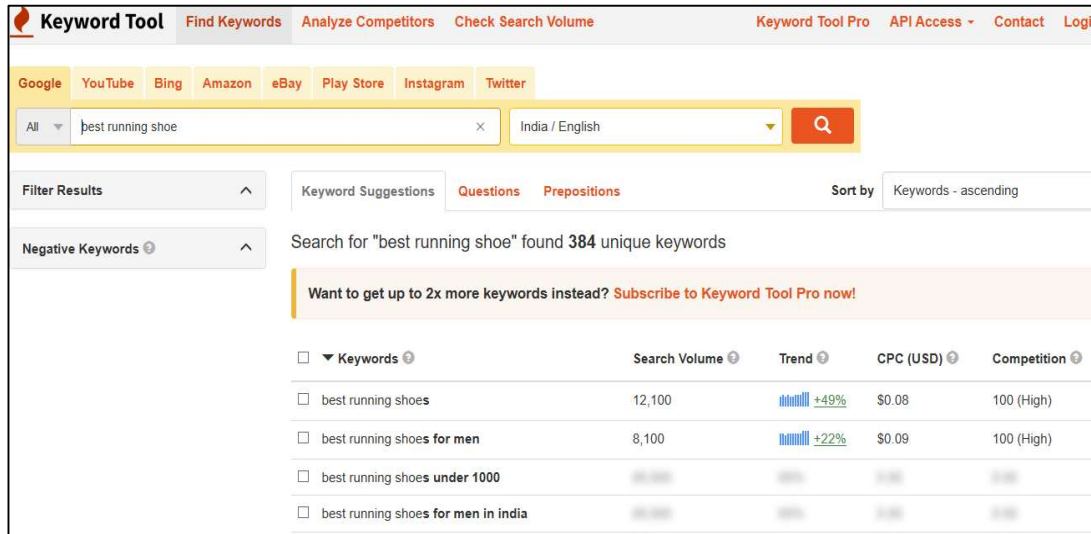 Keyword Tool Find Keywords Analyze Competitors Check Search Volume Keyword Tool Pro API Access Contact Logi
Google YouTube Bing Amazon eBay Play Store Instagram Twitter
All best running shoe × India / English
Filter Results Keyword Suggestions Questions Prepositions Sort by Keywords - ascending
Negative Keywords ? Search for "best running shoe" found 384 unique keywords
Want to get up to 2x more keywords instead? Subscribe to Keyword Tool Pro now!
Keywords ? Search Volume ? Trend ? CPC (USD) ? Competition ?
best running shoes 12,100 +49% $0.08 100 (High)
best running shoes for men 8,100 +22% $0.09 100 (High)
best running shoes under 1000
best running shoes for men in india